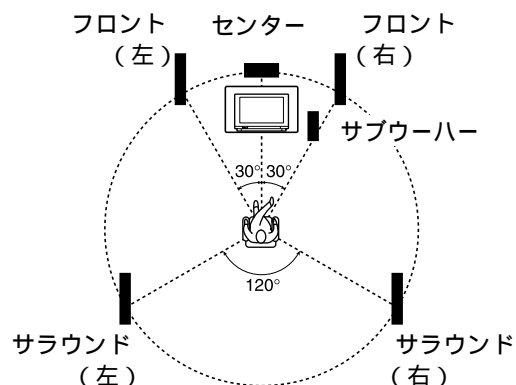 フロント
（左）
センター
フロント
（右）
サブウーハー
30° 30°
120°
サラウンド
（左）
サラウンド
（右）